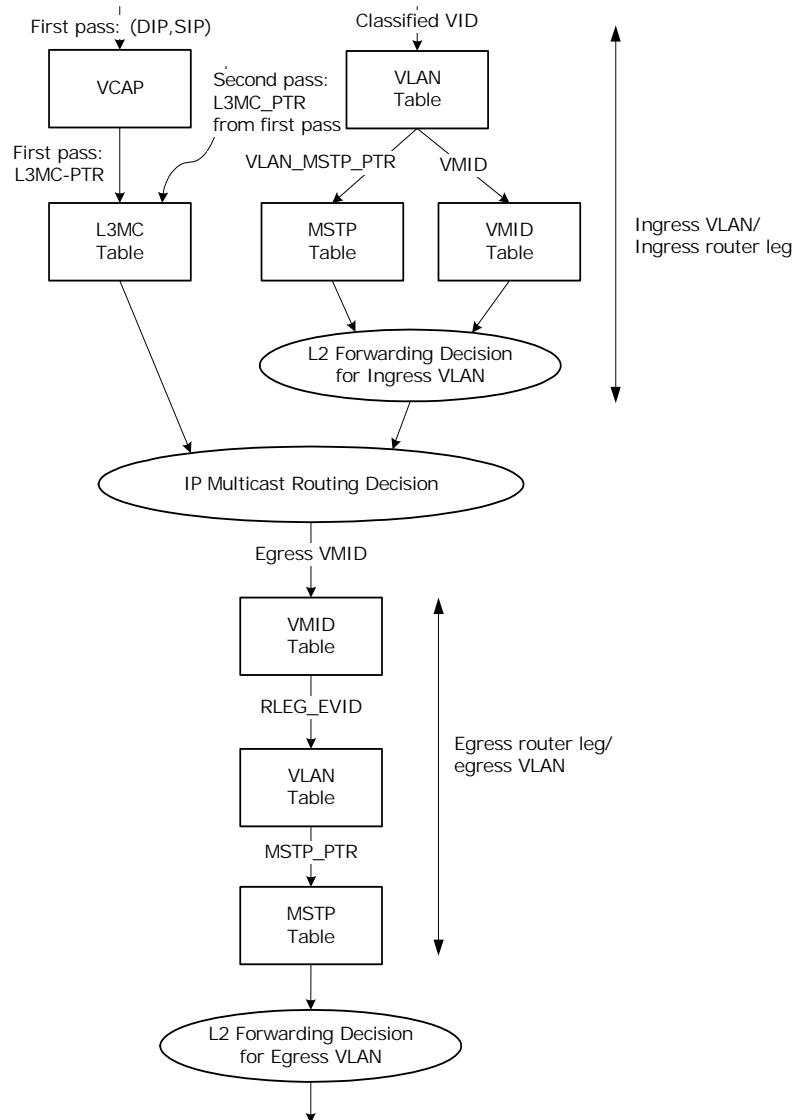 First pass: (DIP,SIP)
Classified VID
VCAP
Second pass:
L3MC_PTR
from first pass
VLAN
Table
First pass:
L3MC-PTR
VLAN_MSTP_PTR
VMID
L3MC
Table
MSTP
Table
VMID
Table
Ingress VLAN/
Ingress router leg
L2 Forwarding Decision
for Ingress VLAN
IP Multicast Routing Decision
Egress VMID
VMID
Table
RLEG_EVID
VLAN
Table
Egress router leg/
egress VLAN
MSTP_PTR
MSTP
Table
L2 Forwarding Decision
for Egress VLAN